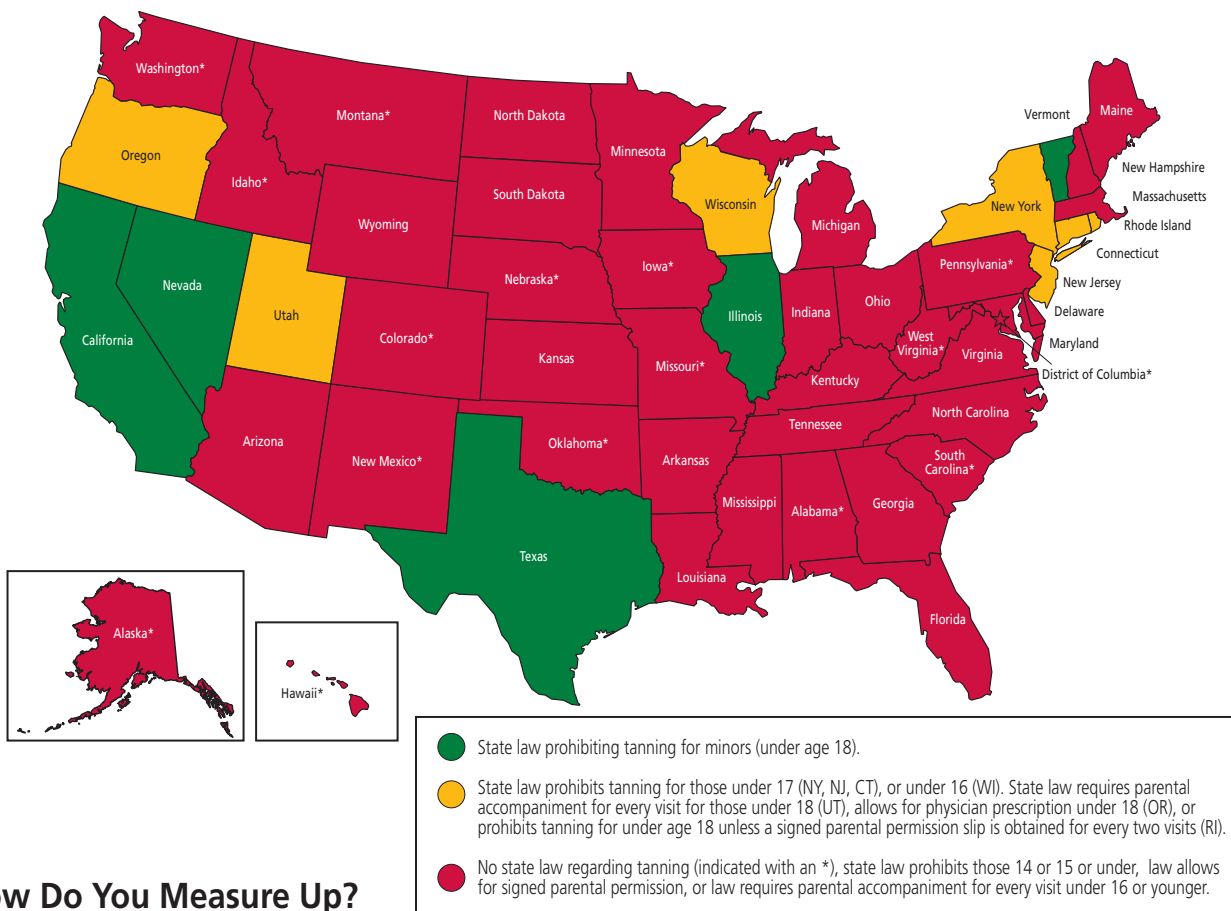 Washington*
Montana*
North Dakota
Minnesota
Vermont
Maine
Oregon
Idaho*
South Dakota
Wisconsin
New York
New Hampshire
Massachusetts
Rhode Island
Wyoming
Michigan
Connecticut
Nebraska*
Iowa*
Pennsylvania*
New Jersey
Nevada
Utah
Illinois
Indiana
Ohio
Delaware
California
Colorado*
Kansas
Missouri*
West
Virginia*
Virginia
Maryland
Kentucky
District of Columbia*
Arizona
New Mexico*
Oklahoma*
Arkansas
Tennessee
North Carolina
South
Carolina*
Mississippi
Alabama*
Georgia
Texas
Louisiana
Florida
Alaska*
Hawaii*
State law prohibiting tanning for minors (under age 18).
State law prohibits tanning for those under 17 (NY, NJ, CT), or under 16 (WI). State law requires parental
accompaniment for every visit for those under 18 (UT), allows for physician prescription under 18 (OR), or
prohibits tanning for under age 18 unless a signed parental permission slip is obtained for every two visits (RI).
No state law regarding tanning (indicated with an *), state law prohibits those 14 or 15 or under, law allows
for signed parental permission, or law requires parental accompaniment for every visit under 16 or younger.
ow Do You Measure Up?